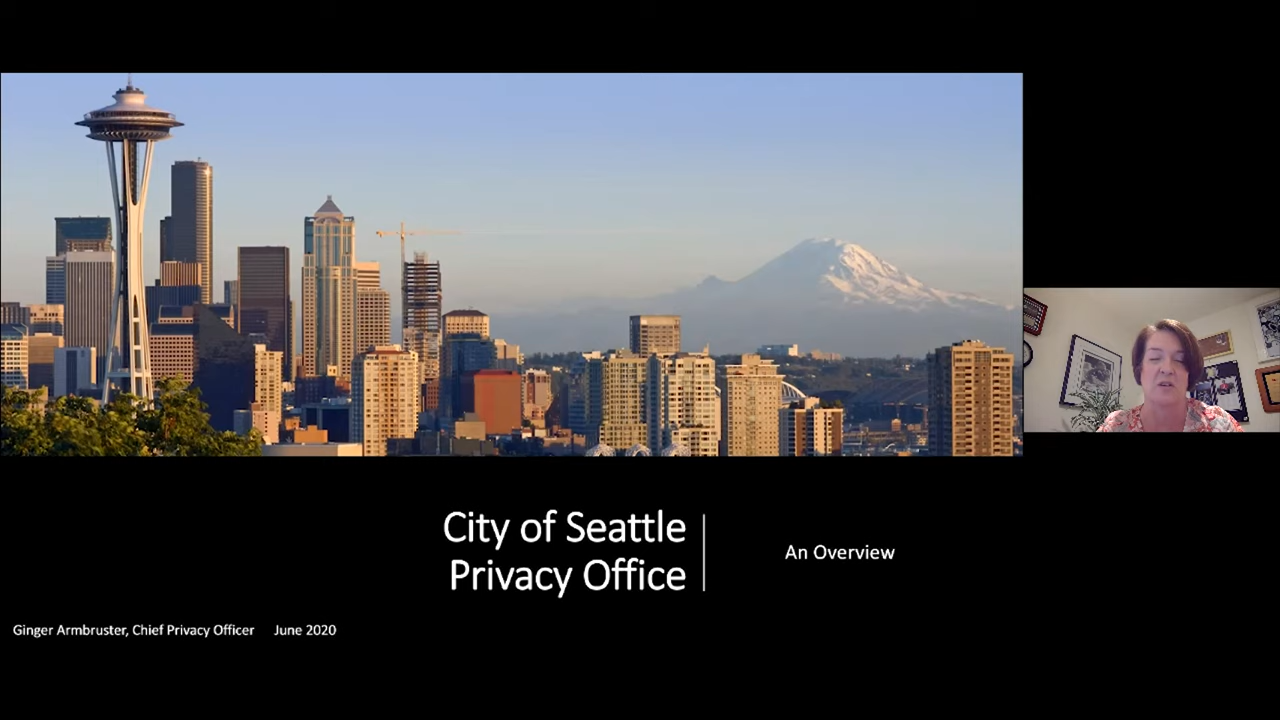 City of Seattle
Privacy Office
An Overview
Ginger Armbruster, Chief Privacy Officer June 2020